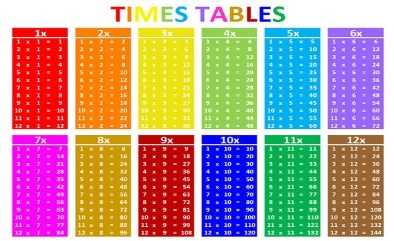 TIMES TABLES
1x
1 x 1 = 1
2 x 1 = 2
3 x 1 = 3
4 x 1 = 4
5 x 1 = 5
6 x 1 = 6
7 x 1 = 7
8 x 1 = 8
9 x 1 = 9
10 x 1 = 10
11 x 1 = 11
12 x 1 = 12
2x
1 x 2 = 2
2 x 2 = 4
3 x 2 = 6
4 x 2 = 8
5 x 2 = 10
6 x 2 = 12
7 x 2 = 14
8 x 2 = 16
9 x 2 = 18
10 x 2 = 20
11 x 2 = 22
12 x 2 = 24
3x
1 x 3 = 3
2 x 3 = 6
3 x 3 = 9
4 x 3 = 12
5 x 3 = 15
6 x 3 = 18
7 x 3 = 21
8 x 3 = 24
9 x 3 = 27
10 x 3 = 30
11 x 3 = 33
12 x 3 = 36
4x
1 x 4 = 4
2 x 4 = 8
3 x 4 = 12
4 x 4 = 16
5 x 4 = 20
6 x 4 = 24
7 x 4 = 28
8 x 4 = 32
9 x 4 = 36
10 x 4 = 40
11 x 4 = 44
12 x 4 = 48
5x
1 x 5 = 5
2 x 5 = 10
3 x 5 = 15
4 x 5 = 20
5 x 5 = 25
6 x 5 = 30
7 x 5 = 35
8 x 5 = 40
9 x 5 = 45
10 x 5 = 50
11 x 5 = 55
12 x 5 = 60
6x
1 x 6 = 6
2 x 6 = 12
3 x 6 = 18
4 x 6 = 24
5 x 6 = 30
6 x 6 = 36
7 x 6 = 42
8 x 6 = 48
9 x 6 = 54
10 x 6 = 60
11 x 6 = 66
12 x 6 = 72
7x
1 x 7 = 7
2 x 7 = 14
3 x 7 = 21
4 x 7 = 28
5 x 7 = 35
6 x 7 = 42
7 x 7 = 49
8 x 7 = 56
9 x 7 = 63
10 x 7 = 70
11 x 7 = 77
12 x 7 = 84
8x
1 x 8 = 8
2 x 8 = 16
3 x 8 = 24
4 x 8 = 32
5 x 8 = 40
6 x 8 = 48
7 x 8 = 56
8 x 8 = 64
9 x 8 = 72
10 x 8 = 80
11 x 8 = 88
12 x 8 = 96
9x
1 x 9 = 9
2 x 9 = 18
3 x 9 = 27
4 x 9 = 36
5 x 9 = 45
6 x 9 = 54
7 x 9 = 63
8 x 9 = 72
9 x 9 = 81
10 x 9 = 90
11 x 9 = 99
12 x 9 = 108
10x
1 x 10 = 10
2 x 10 = 20
3 x 10 = 30
4 x 10 = 40
5 x 10 = 50
6 x 10 = 60
7 x 10 = 70
8 x 10 = 80
9 x 10 = 90
10 x 10 = 100
11 x 10 = 110
12 x 10 = 120
11x
1 x 11 = 11
2 x 11 = 22
3 x 11 = 33
4 x 11 = 44
5 x 11 = 55
6 x 11 = 66
7 x 11 = 77
8 x 11 = 88
9 x 11 = 99
10 x 11 = 110
11 x 11 = 121
12 x 11 = 132
12x
1 x 12 = 12
2 x 12 = 24
3 x 12 = 36
4 x 12 = 48
5 x 12 = 60
6 x 12 = 72
7 x 12 = 84
8 x 12 = 96
9 x 12 = 108
10 x 12 = 120
11 x 12 = 132
12 x 12 = 144